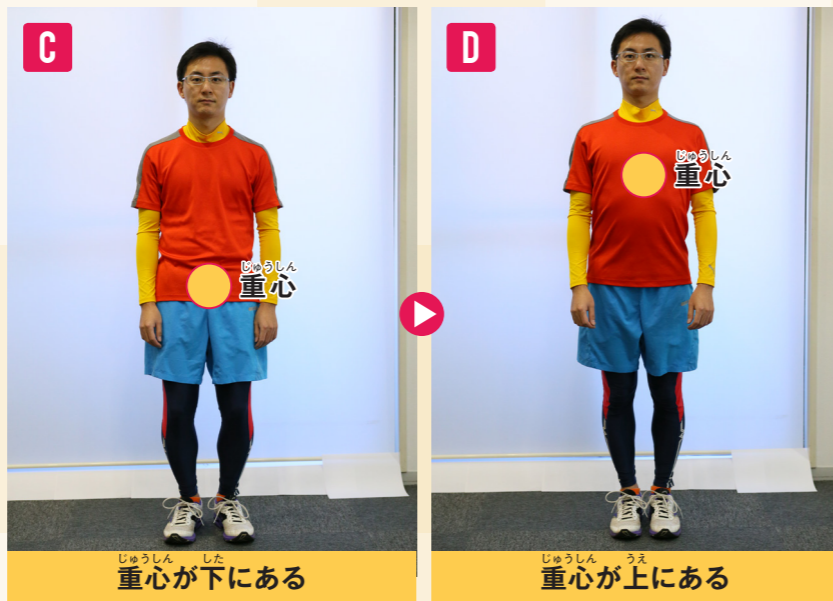 C
じゅうしん
重心
じゅうしん した
重心が下にある
D
じゅうしん
重心
じゅうしん うえ
重心が上にある